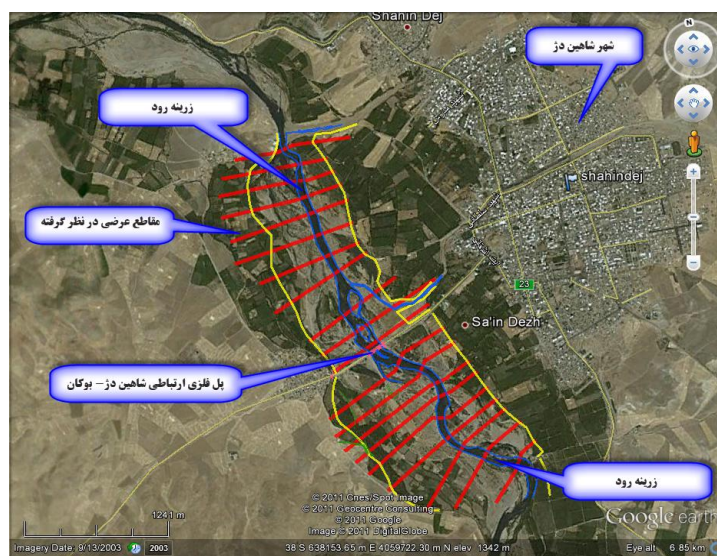 Shahin Dej
شهر شاهین دژ
N
زرینه رود
shahindej
مقاطع عرضی در نظر گرفته
23
Sa'in Dezh
پل فلزی ارتباطی شاهین دژ – بوکان
زرینه رود
© 2011 Cnes/Spot Image
© 2011 Geocentre Consulting
© 2011 Google
Image © 2011 DigitalGlobe
1241 m
Google earth
Imagery Date: 9/13/2003 2003 38 S 638153.65 m E 4059722.30 m N elev 1342 m Eye alt 6.85 km